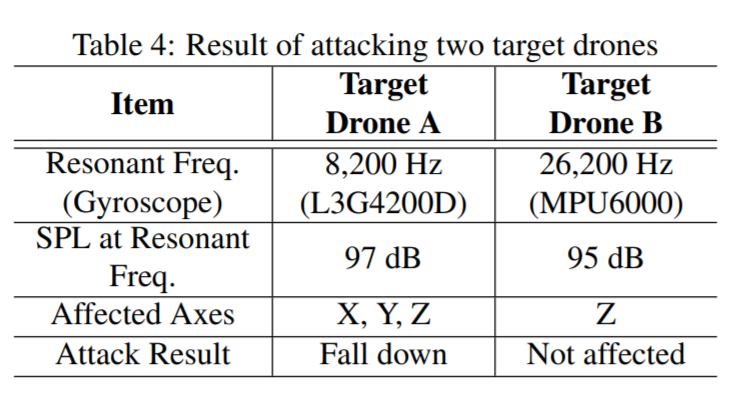 Table 4: Result of attacking two target drones
Item
Target
Drone A
Target
Drone B
Resonant Freq.
(Gyroscope)
8,200 Hz
(L3G4200D)
26,200 Hz
(MPU6000)
SPL at Resonant
Freq.
97 dB
95 dB
Affected Axes
X, Y, Z
Z
Attack Result
Fall down
Not affected